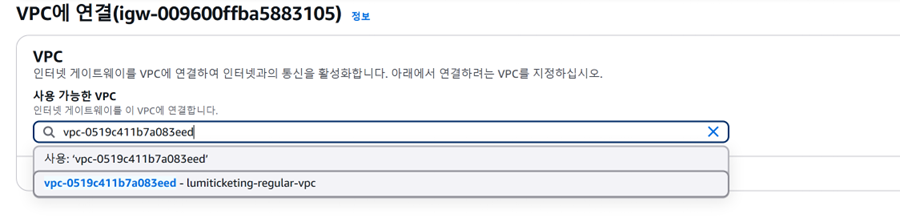 VPC에 연결(igw-009600ffba5883105) 정보
VPC
인터넷 게이트웨이를 VPC에 연결하여 인터넷과의 통신을 활성화합니다. 아래에서 연결하려는 VPC를 지정하십시오.
사용 가능한 VPC
인터넷 게이트웨이를 이 VPC에 연결합니다.
vpc-0519c411b7a083eed
사용: ‘vpc-0519c411b7a083eed’
vpc-0519c411b7a083eed - lumiticketing-regular-vpc